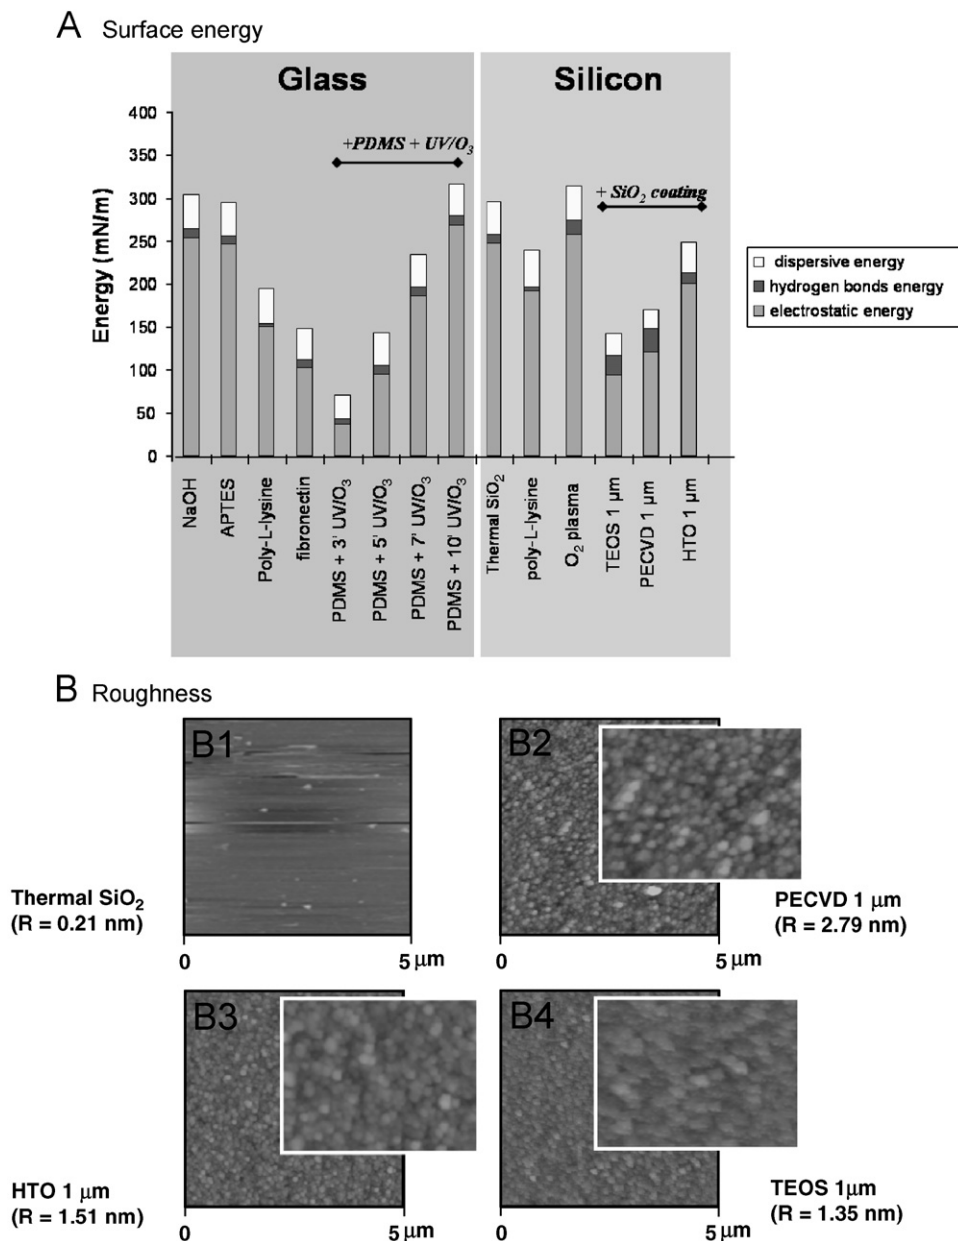 A Surface energy
Glass
Silicon
Energy (mN/m)
400
350
300
250
200
150
100
50
0
+PDMS + UV/O₃
+ SiO₂ coating
dispersive energy
hydrogen bonds energy
electrostatic energy
NaOH
APTES
Poly-L-lysine
fibronectin
PDMS + 3' UV/O₃
PDMS + 5' UV/O₃
PDMS + 7' UV/O₃
PDMS + 10' UV/O₃
Thermal SiO₂
poly-L-lysine
O₂ plasma
TEOS 1 µm
PECVD 1 µm
HTO 1 µm
B Roughness
B1
Thermal SiO₂
(R = 0.21 nm)
0
5 µm
B2
PECVD 1 µm
(R = 2.79 nm)
0
5 µm
B3
HTO 1 µm
(R = 1.51 nm)
0
5 µm
B4
TEOS 1µm
(R = 1.35 nm)
0
5 µm